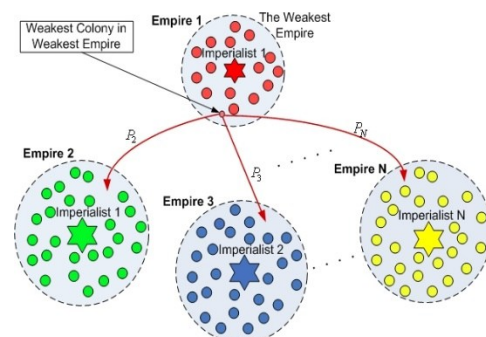 Weakest Colony in
Weakest Empire
Empire 1
The Weakest
Empire
Imperialist 1
P2
P3
PN
Empire 2
Imperialist 1
Empire 3
Imperialist 2
Empire N
Imperialist N